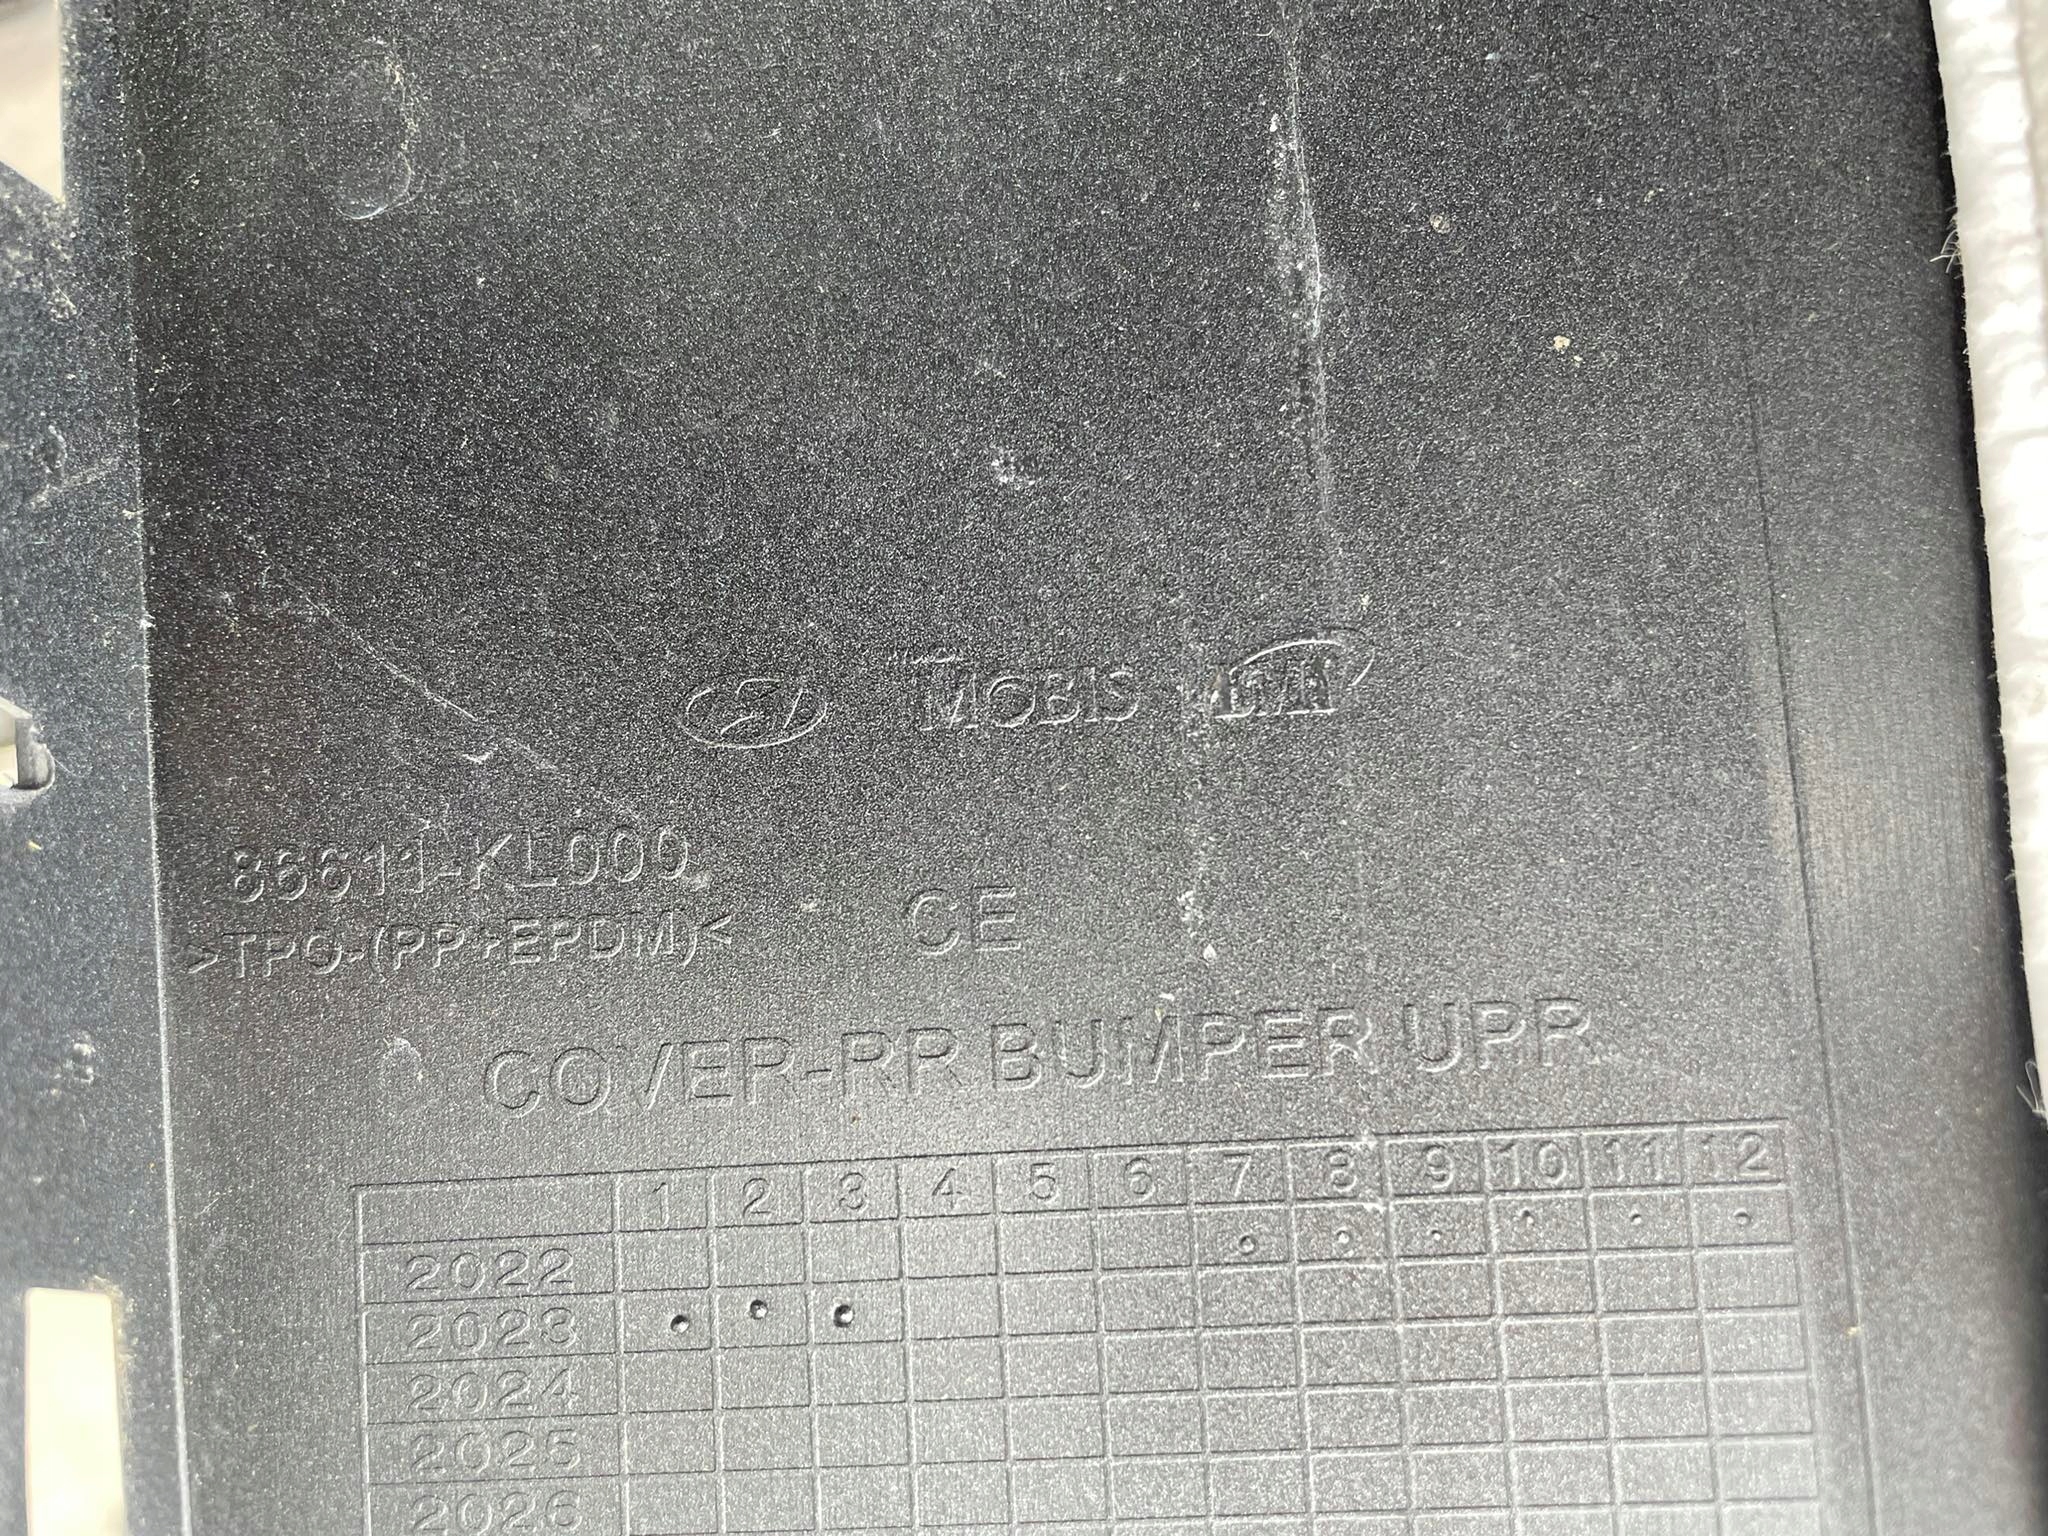 MOBIS
86611-KL000
>TPO-(PP+EPDM)<
CE
COVER-RR BUMPER UPR
1 2 3 4 5 6 7 8 9 10 11 12
2022
2023
2024
2025
2026